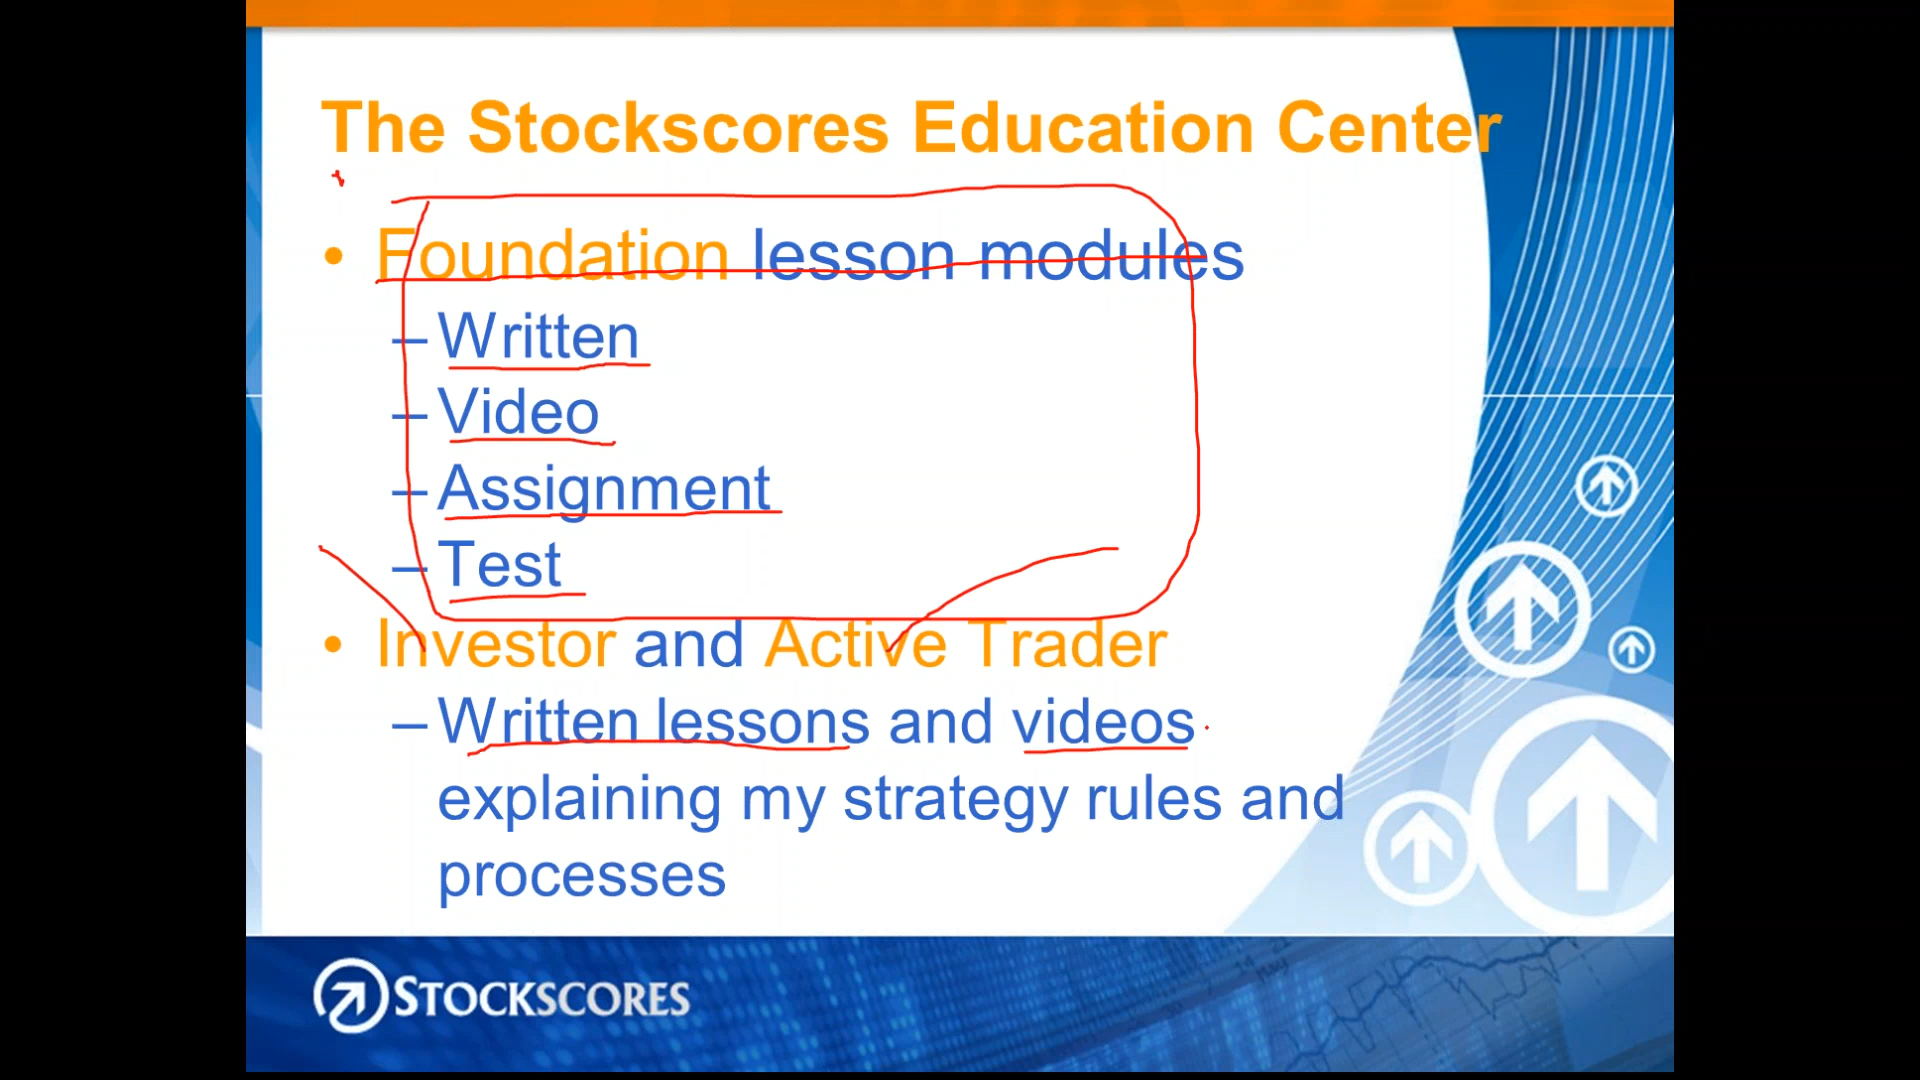 The Stockscores Education Center
• Foundation lesson modules
– Written
– Video
– Assignment
– Test
• Investor and Active Trader
– Written lessons and videos
explaining my strategy rules and
processes
STOCKSCORES